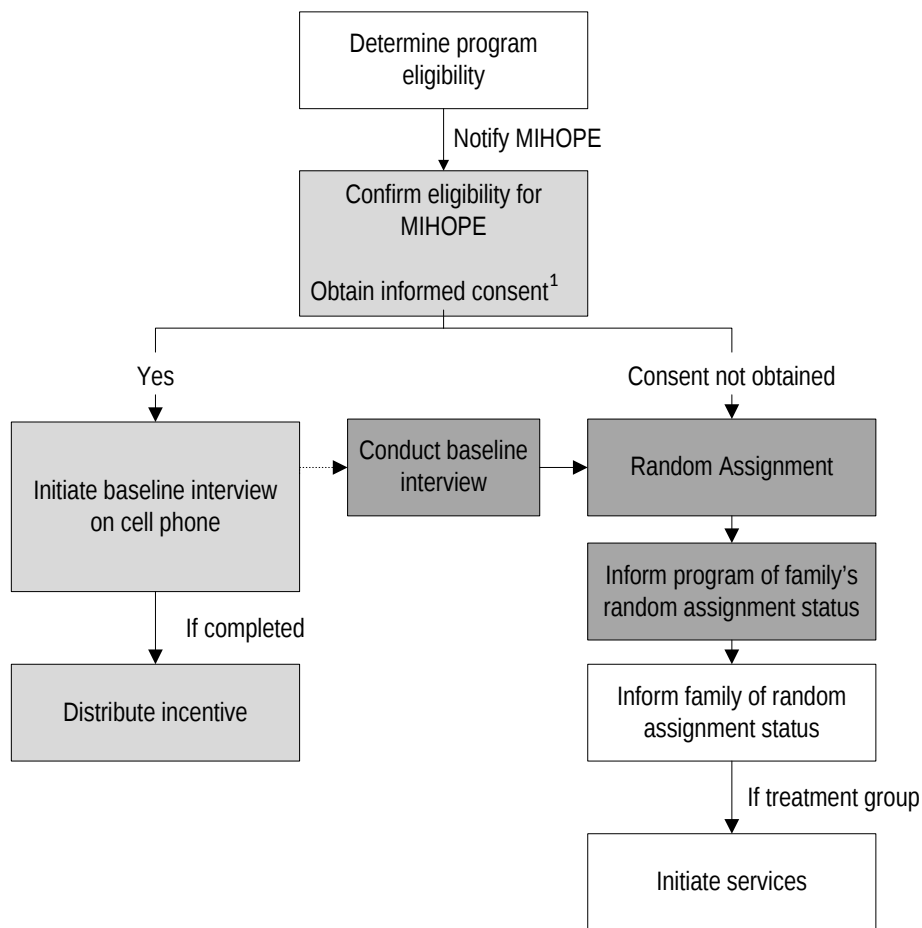 Determine program
eligibility
Notify MIHOPE
Confirm eligibility for
MIHOPE
Obtain informed consent¹
Yes
Consent not obtained
Initiate baseline interview
on cell phone
Conduct baseline
interview
Random Assignment
Inform program of family’s
random assignment status
If completed
Distribute incentive
Inform family of random
assignment status
If treatment group
Initiate services